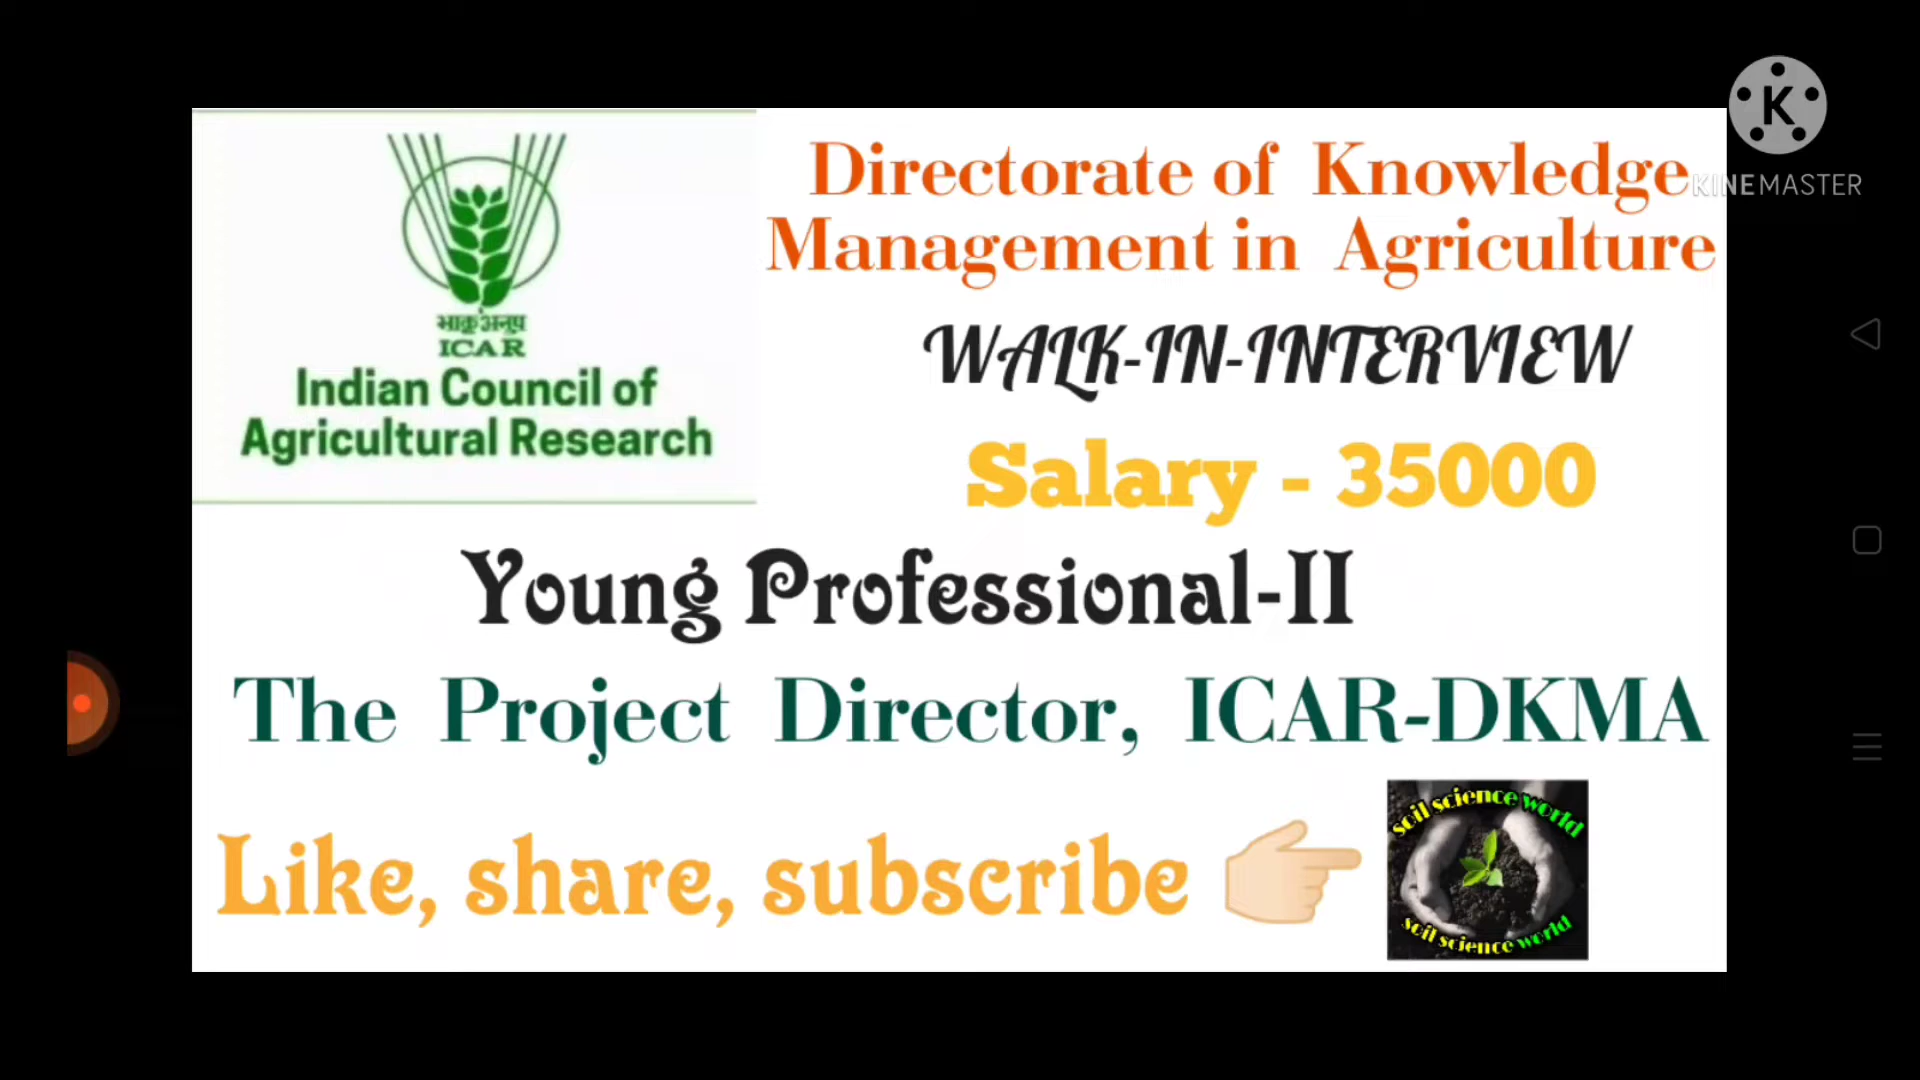 भाकृअनुप
ICAR
Indian Council of
Agricultural Research
Directorate of Knowledge
Management in Agriculture
WALK-IN-INTERVIEW
Salary - 35000
Young Professional-II
The Project Director, ICAR-DKMA
Like, share, subscribe
soil science world
soil science world
K
KINEMASTER